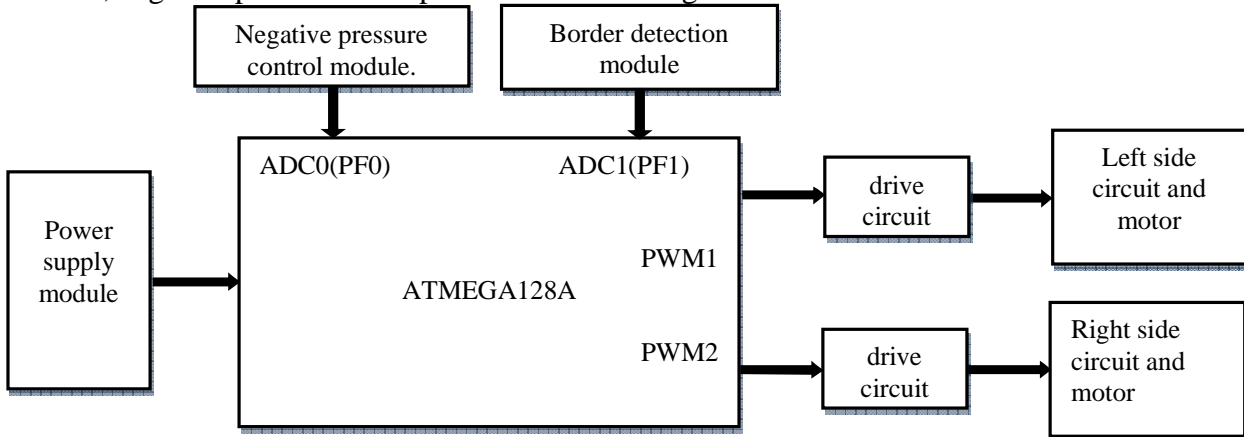 Negative pressure
control module.
Border detection
module
ADC0(PF0)
ADC1(PF1)
Power
supply
module
ATMEGA128A
PWM1
PWM2
drive
circuit
Left side
circuit and
motor
drive
circuit
Right side
circuit and
motor